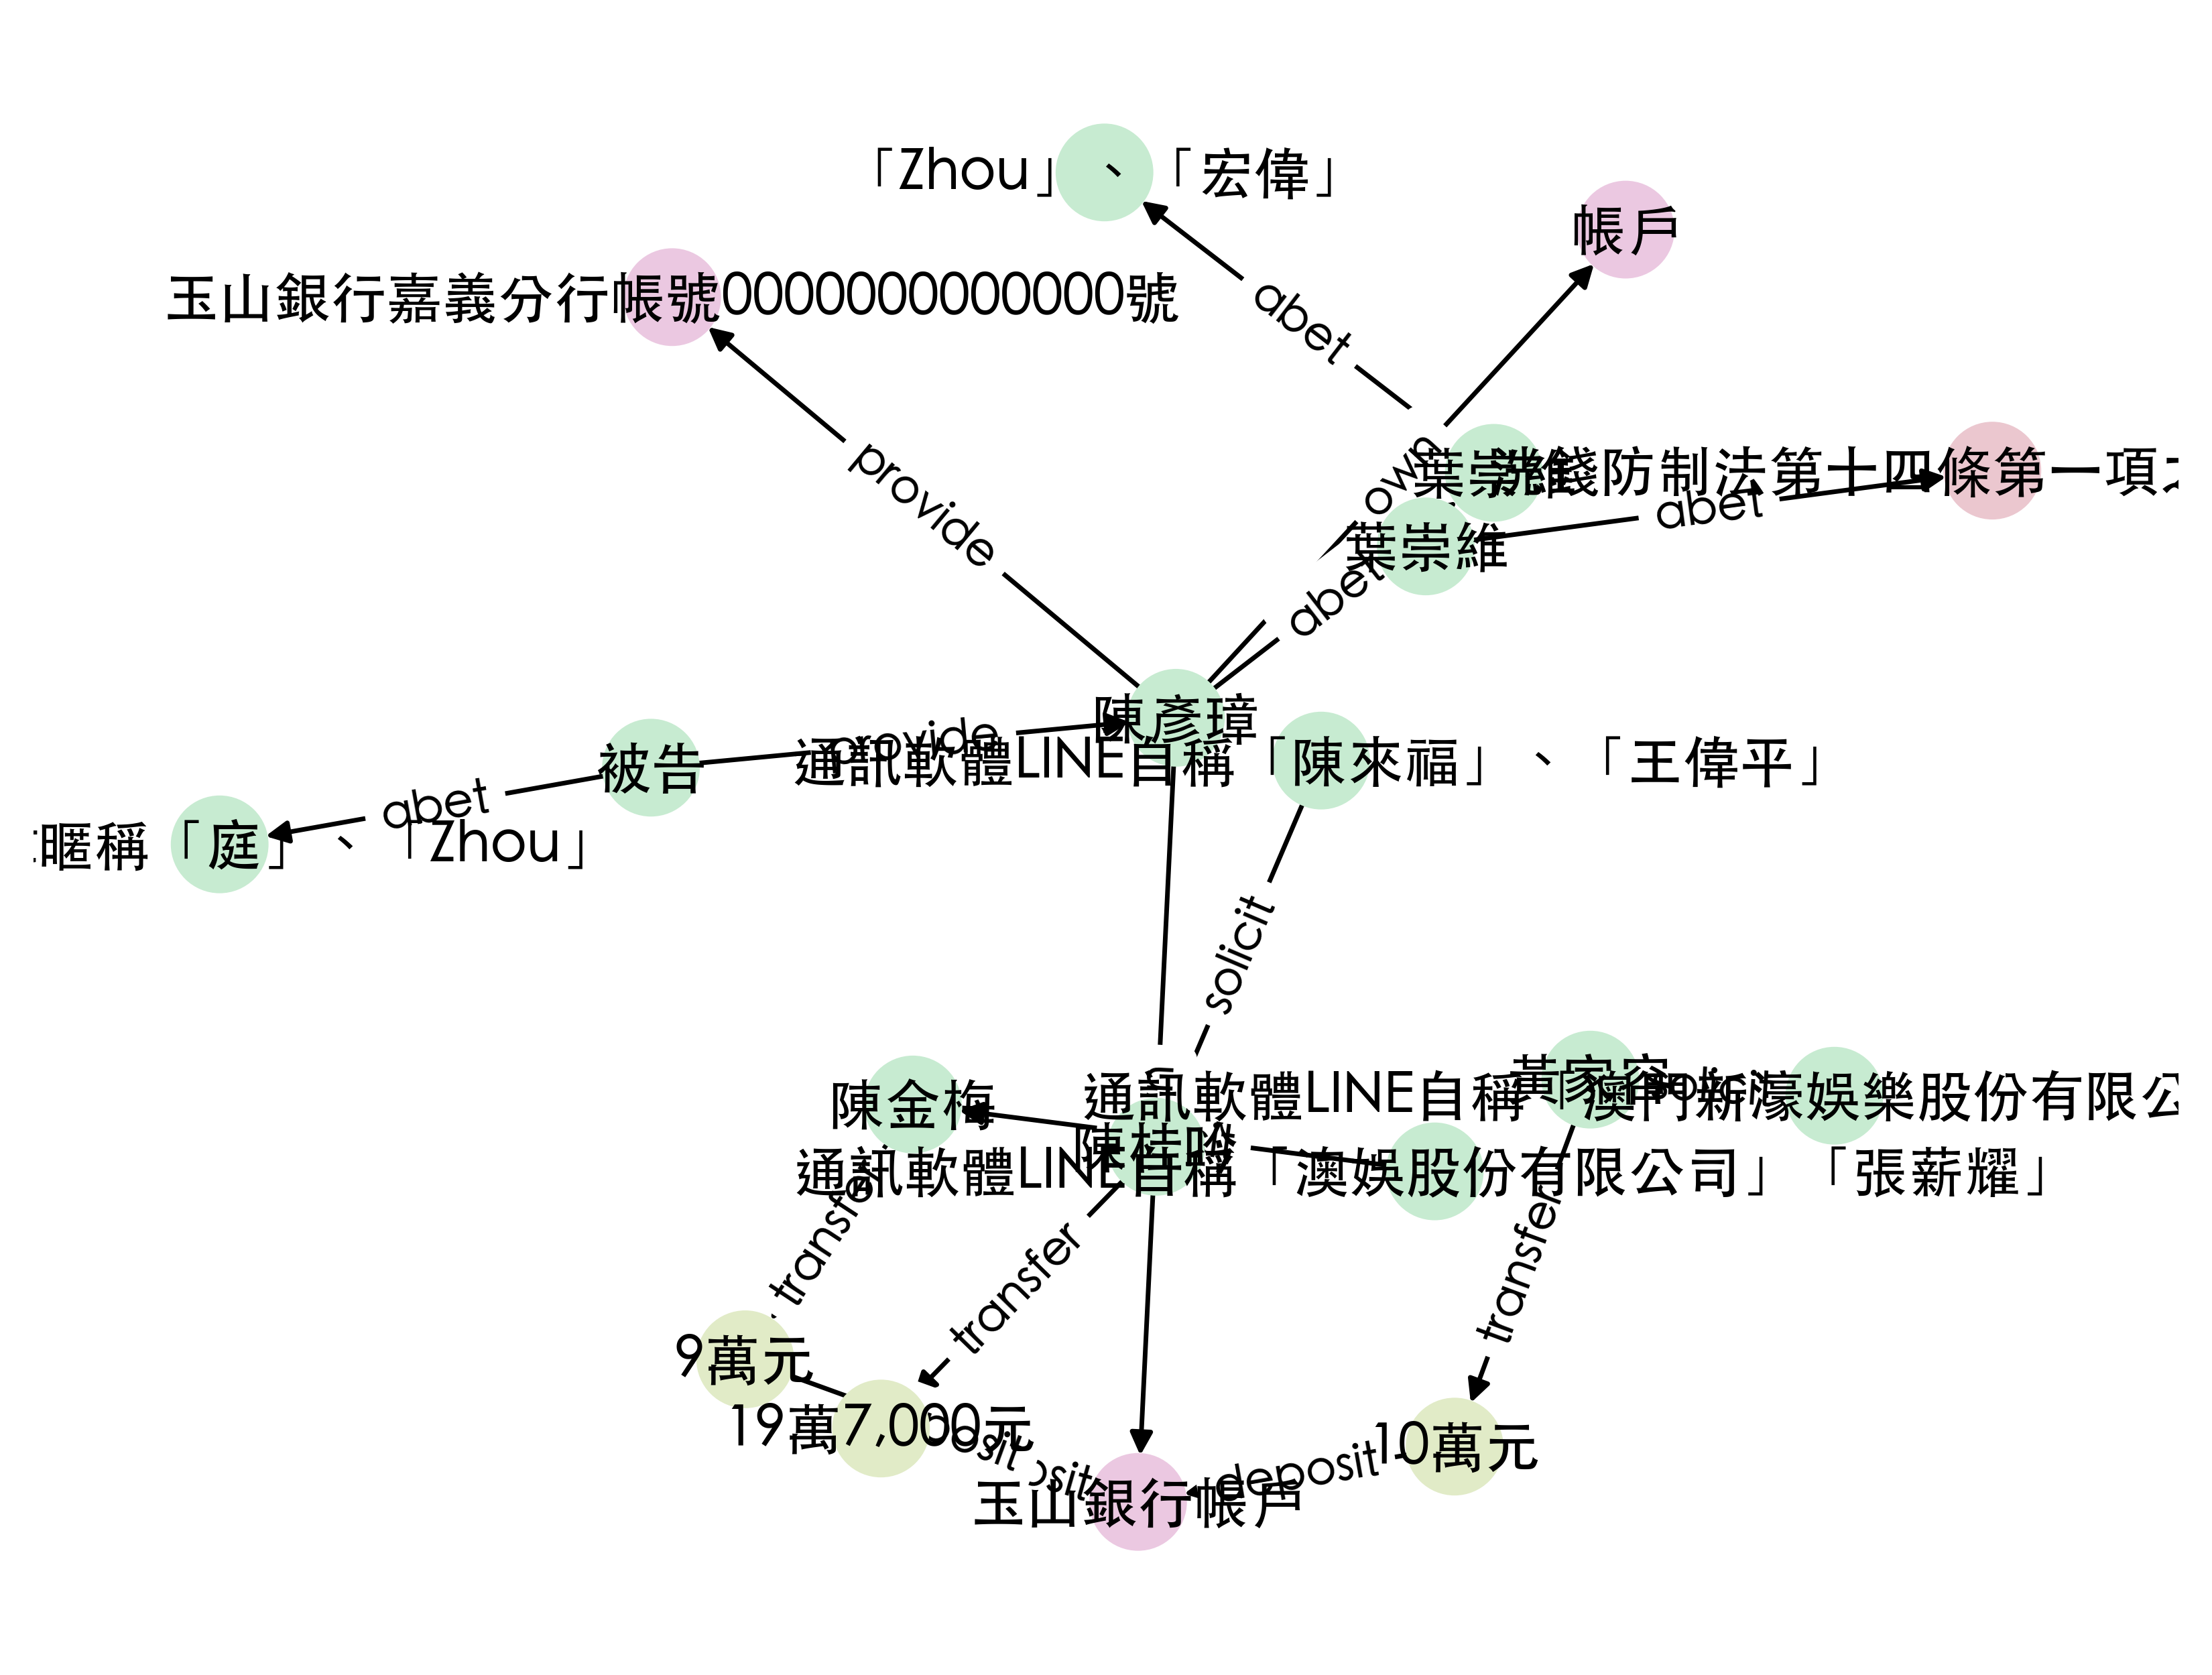 「Zhou」、「宏偉」
帳戶
玉山銀行嘉義分行帳號0000000000000號
abet
own
葉崇維
洗錢防制法第十四條第一項
abet
provide
葉崇維
abet
陳彥璋
provide
被告
通訊軟體LINE自稱「陳來福」、「王偉平」
abet
暱稱「庭」、「Zhou」
solicit
陳金梅
通訊軟體LINE自稱「澳門新濠娛樂股份有限公
黃家容
solicit
通訊軟體LINE自稱「澳娛股份有限公司」「張薪耀」
transfer
transfer
transfer
9萬元
19萬7,000元
10萬元
deposit
玉山銀行帳戶